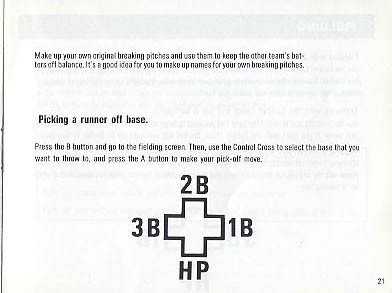 Make up your own original breaking pitches and use them to keep the other team's bat-
ters off balance. It's a good idea for you to make up names for your own breaking pitches.
Picking a runner off base.
Press the B button and go to the fielding screen. Then, use the Control Cross to select the base that you
want to throw to, and press the A button to make your pick-off move.
2B
3B 1B
HP
21